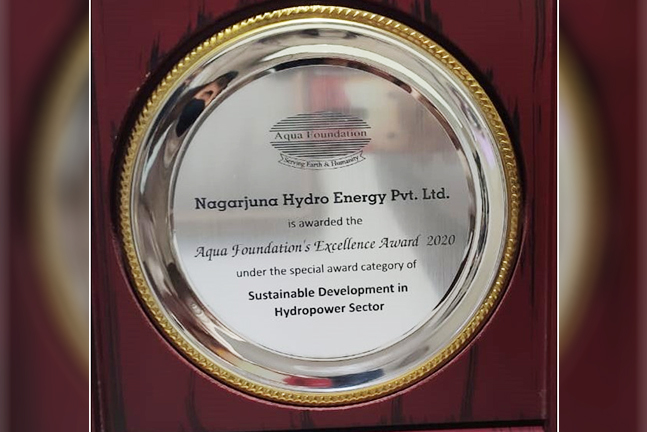 Aqua Foundation
Serving Earth & Humanity
Nagarjuna Hydro Energy Pvt. Ltd.
is awarded the
Aqua Foundation's Excellence Award 2020
under the special award category of
Sustainable Development in
Hydropower Sector